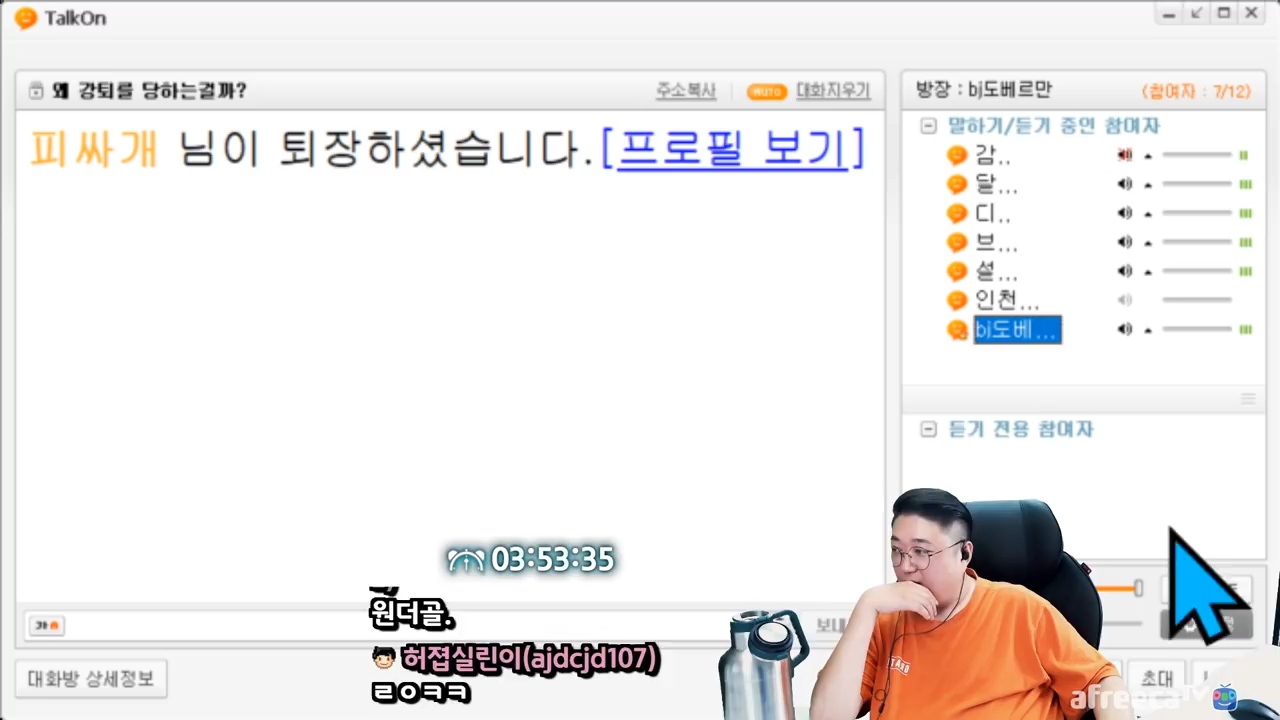 TalkOn
왜 강퇴를 당하는걸까?
주소복사
AUTO
대화지우기
피싸개 님이 퇴장하셨습니다.[프로필 보기]
방장 : bj도베르만
(참여자 : 7/12)
말하기/듣기 중인 참여자
감..
달...
디..
브...
설...
인천...
bj도베...
듣기 전용 참여자
03:53:35
원더골.
허졉실린이(ajdcjd107)
ㄹㅇㅋㅋ
가
보내
대화방 상세정보
초대
afreecaTV